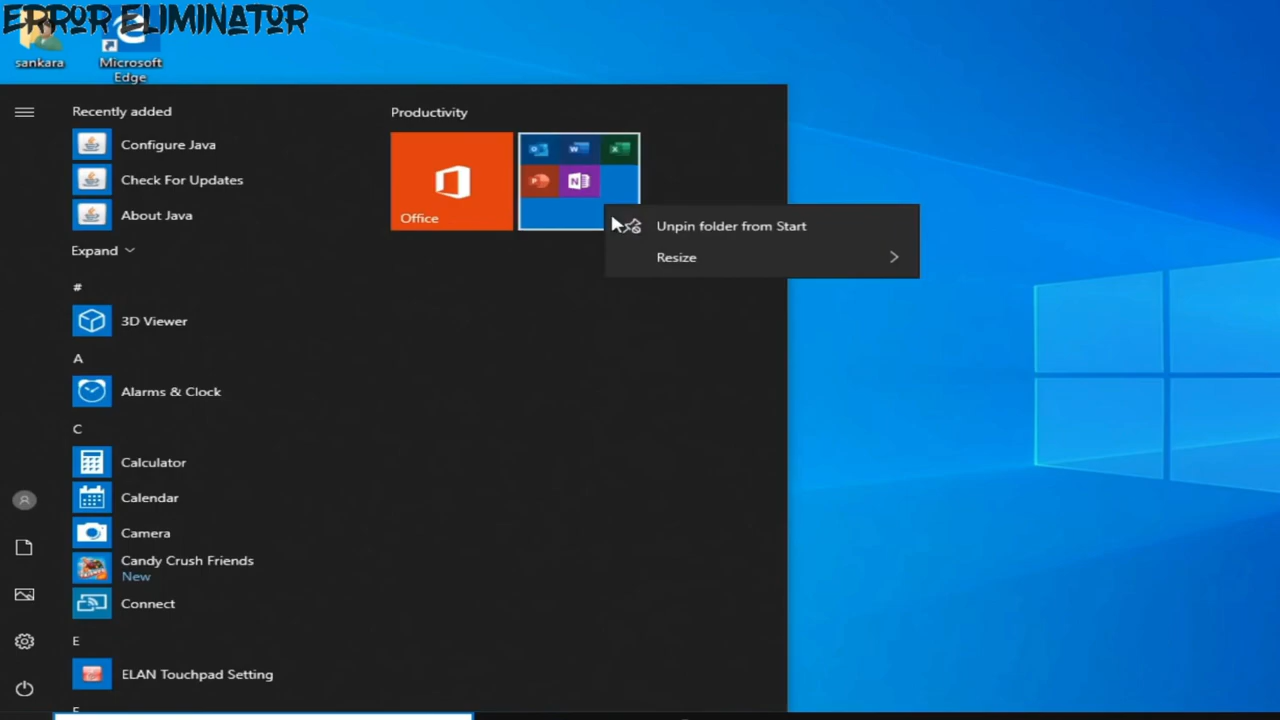 ERROR ELIMINATOR
sankara
Microsoft
Edge
Recently added
Configure Java
Check For Updates
About Java
Expand
#
3D Viewer
A
Alarms & Clock
C
Calculator
Calendar
Camera
Candy Crush Friends
New
Connect
E
ELAN Touchpad Setting
Productivity
Office
Unpin folder from Start
Resize